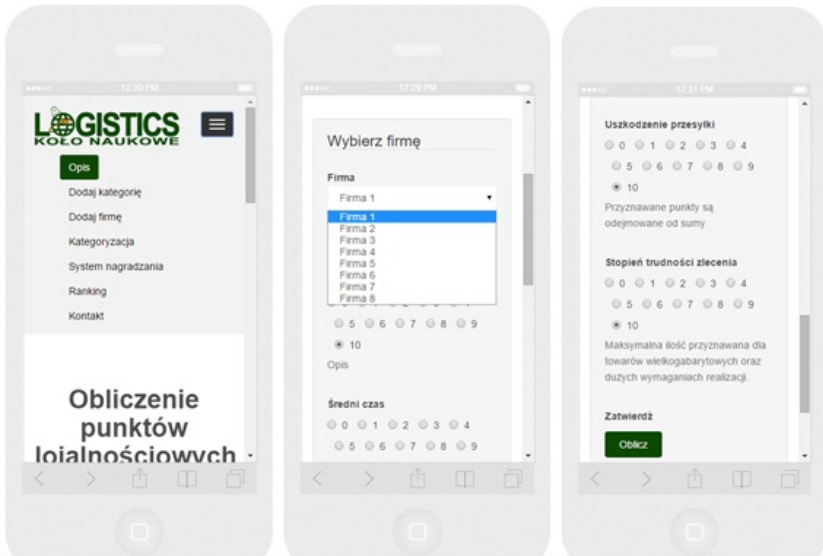 12:30 PM
LOGISTICS
KOŁO NAUKOWE
Opis
Dodaj kategorię
Dodaj firmę
Kategoryzacja
System nagradzania
Ranking
Kontakt
Obliczenie
punktów
lojalnościowych
12:29 PM
Wybierz firmę
Firma
Firma 1
Firma 1
Firma 2
Firma 3
Firma 4
Firma 5
Firma 6
Firma 7
Firma 8
5 6 7 8 9
10
Opis
Średni czas
0 1 2 3 4
5 6 7 8 9
12:31 PM
Uszkodzenie przesyłki
0 1 2 3 4
5 6 7 8 9
10
Przyznawane punkty są
odejmowane od sumy
Stopień trudności zlecenia
0 1 2 3 4
5 6 7 8 9
10
Maksymalna ilość przyznawana dla
towarów wielkogabarytowych oraz
dużych wymaganiach realizacji.
Zatwierdź
Oblicz